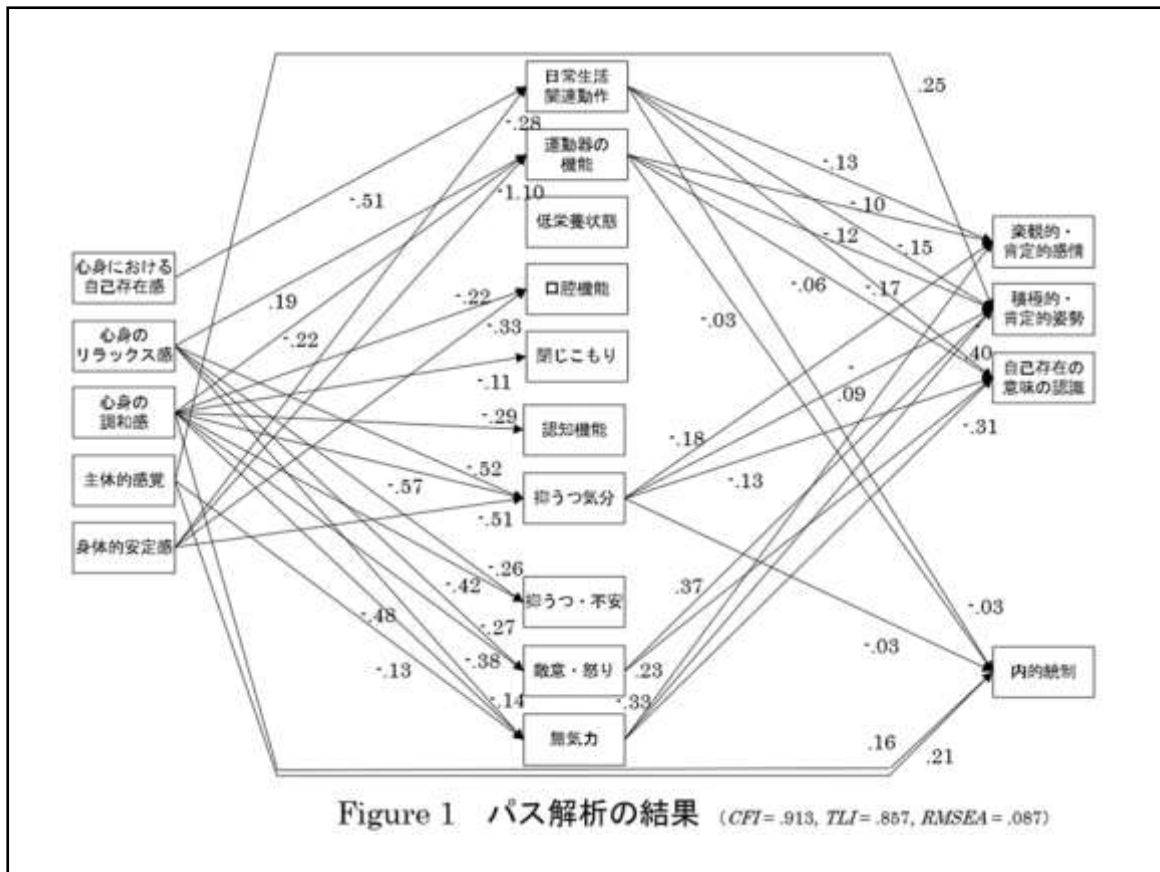 日常生活
関連動作
運動器の
機能
低栄養状態
口腔機能
閉じこもり
認知機能
抑うつ気分
抑うつ・不安
敵意・怒り
無気力
心身における
自己存在感
心身の
リラックス感
心身の
調和感
主体的感覚
身体的安定感
楽観的・
肯定的感情
積極的・
肯定的姿勢
自己存在の
意味の認識
内的統制
.25
-.28
-.13
-1.10
-.10
-.51
-.12
-.15
-.22
-.06
-.17
.19
-.33
-.03
-.22
.40
-
-.11
.09
-.29
-.18
-.31
-.52
-.13
-.57
-.51
-.26
-.42
.37
-.48
-.27
-.03
-.03
-.13
-.38
.23
-.14
-.33
.16
.21
Figure 1 パス解析の結果 (CFI = .913, TLI = .857, RMSEA = .087)